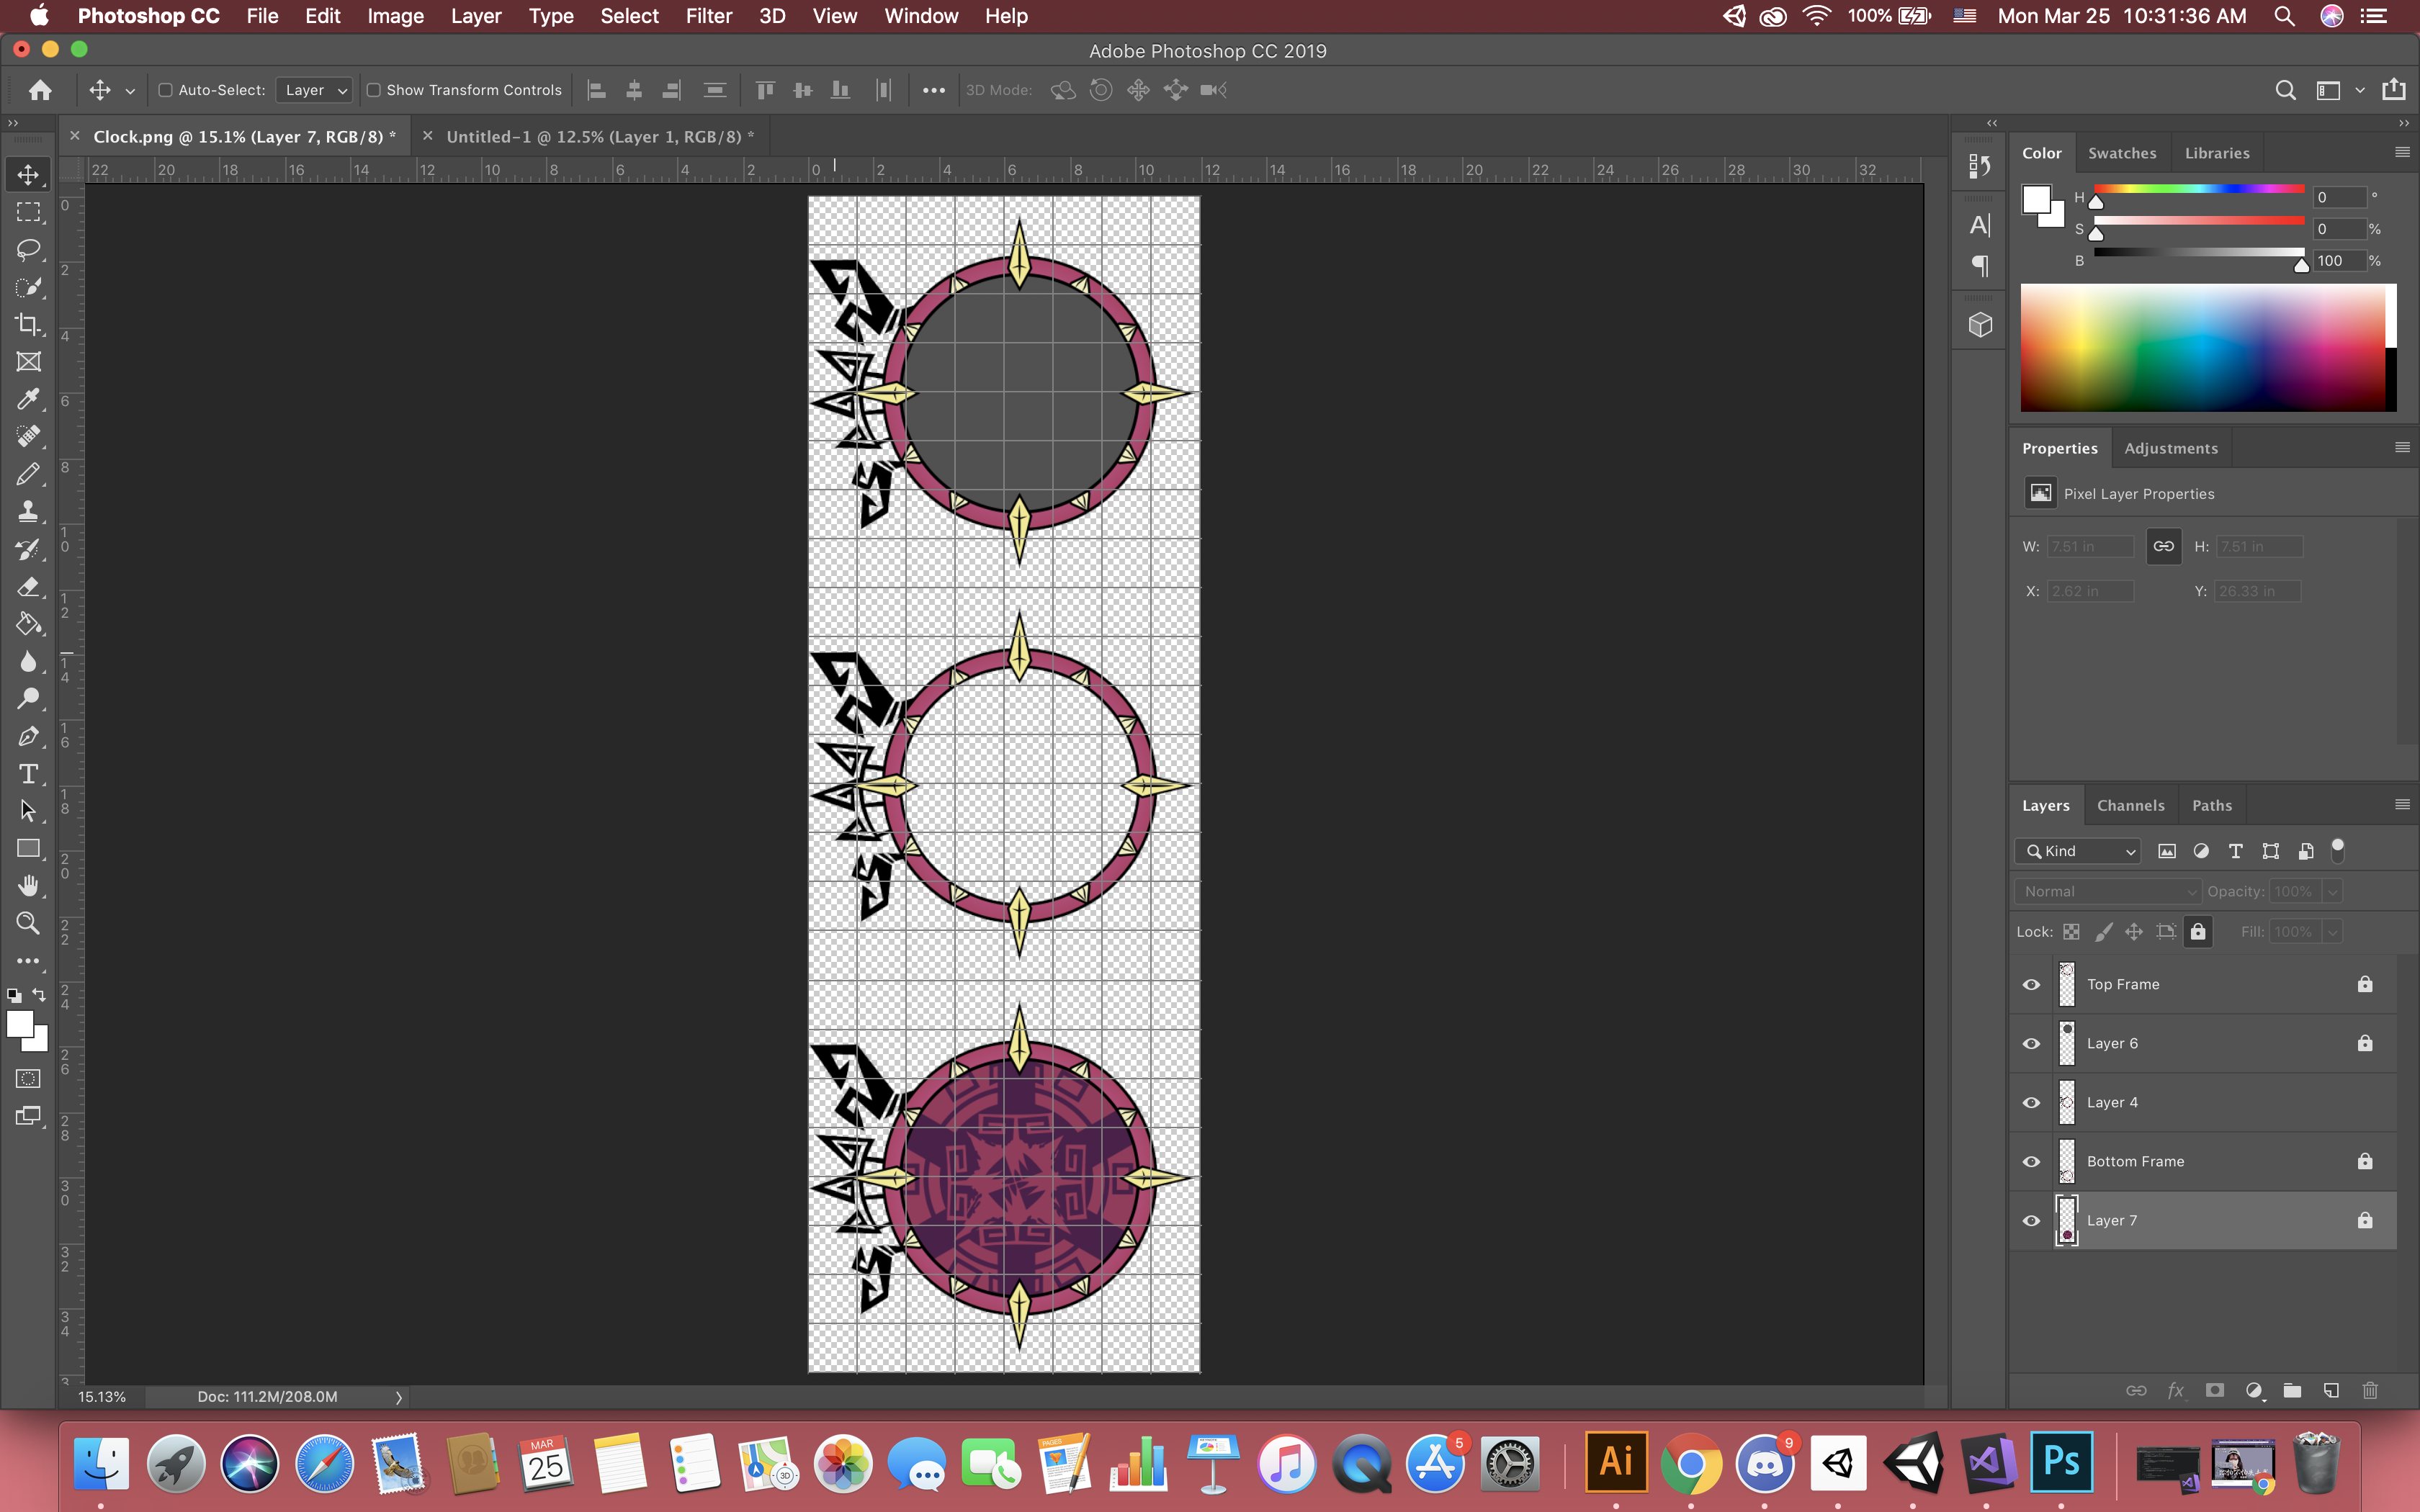 Photoshop CC File Edit Image Layer Type Select Filter 3D View Window Help 100% Mon Mar 25 10:31:36 AM
Adobe Photoshop CC 2019
Auto-Select: Layer Show Transform Controls 3D Mode:
Clock.png @ 15.1% (Layer 7, RGB/8) * Untitled-1 @ 12.5% (Layer 1, RGB/8) *
22 20 18 16 14 12 10 8 6 4 2 0 2 4 6 8 10 12 14 16 18 20 22 24 26 28 30 32
0
2
4
6
8
10
12
14
16
18
20
22
24
26
28
30
32
34
3
Color Swatches Libraries
H 0 °
S 0 %
B 100 %
Properties Adjustments
Pixel Layer Properties
W: 7.51 in H: 7.51 in
X: 2.62 in Y: 26.33 in
Layers Channels Paths
Kind
Normal Opacity: 100%
Lock: Fill: 100%
Top Frame
Layer 6
Layer 4
Bottom Frame
Layer 7
fx
15.13% Doc: 111.2M/208.0M
MAR
25
PAGES
3D
5
Ai
9
Ps